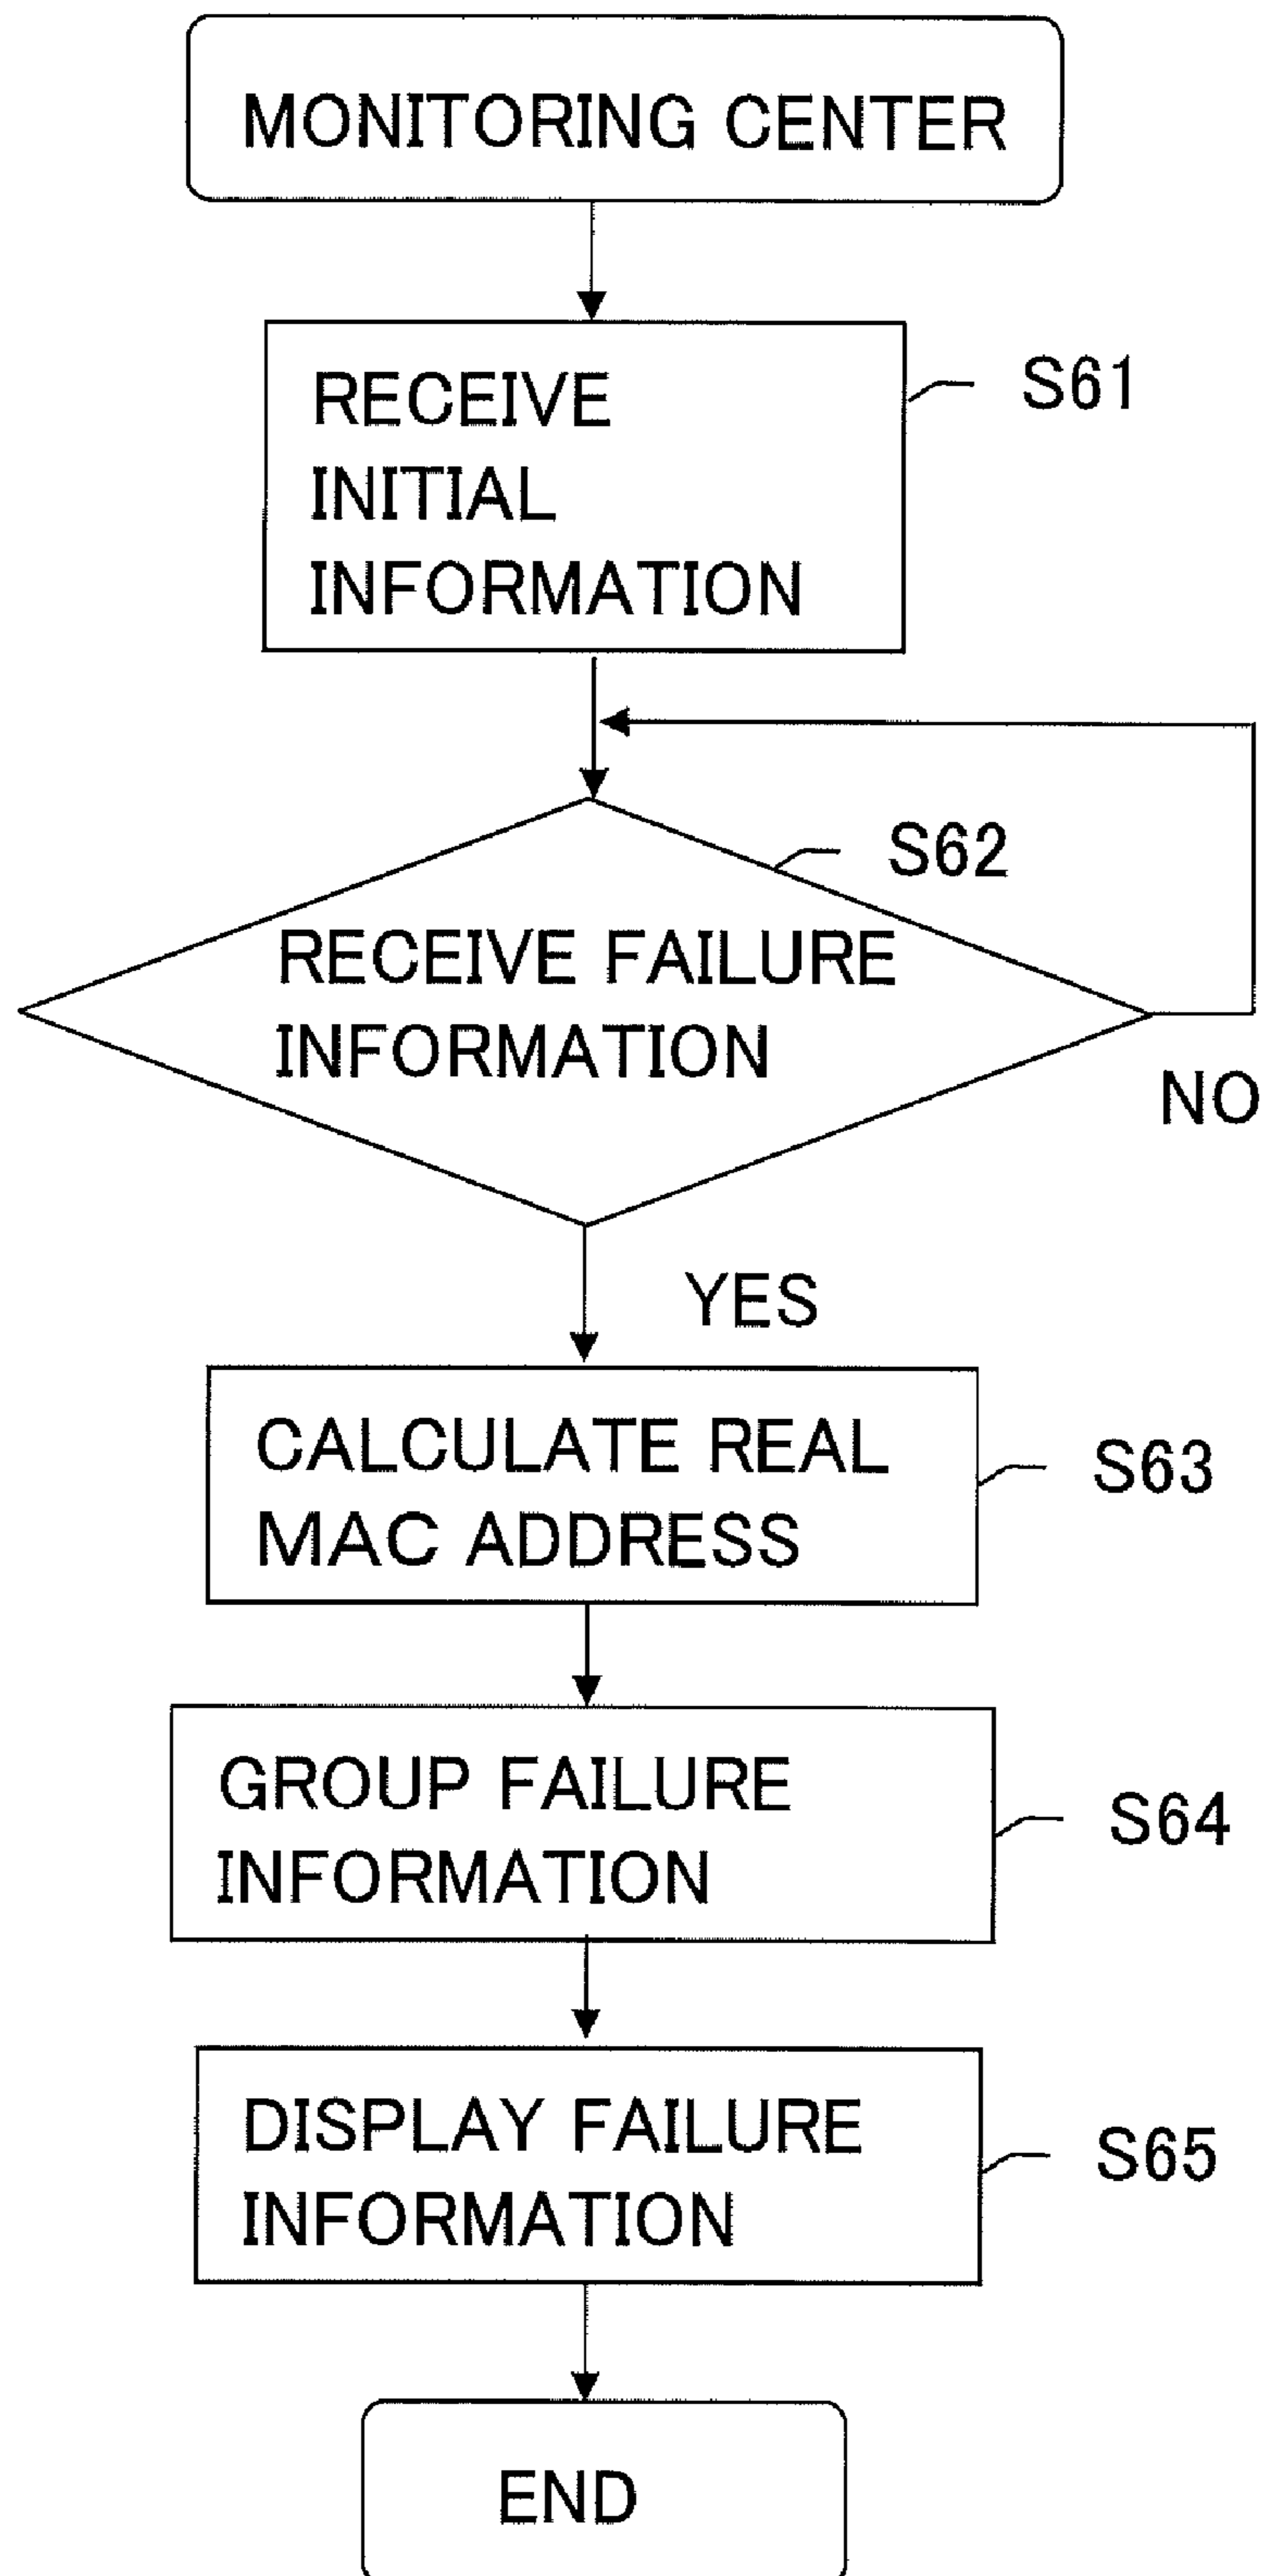 MONITORING CENTER
RECEIVE
INITIAL
INFORMATION
S61
S62
RECEIVE FAILURE
INFORMATION
NO
YES
CALCULATE REAL
MAC ADDRESS
S63
GROUP FAILURE
INFORMATION
S64
DISPLAY FAILURE
INFORMATION
S65
END